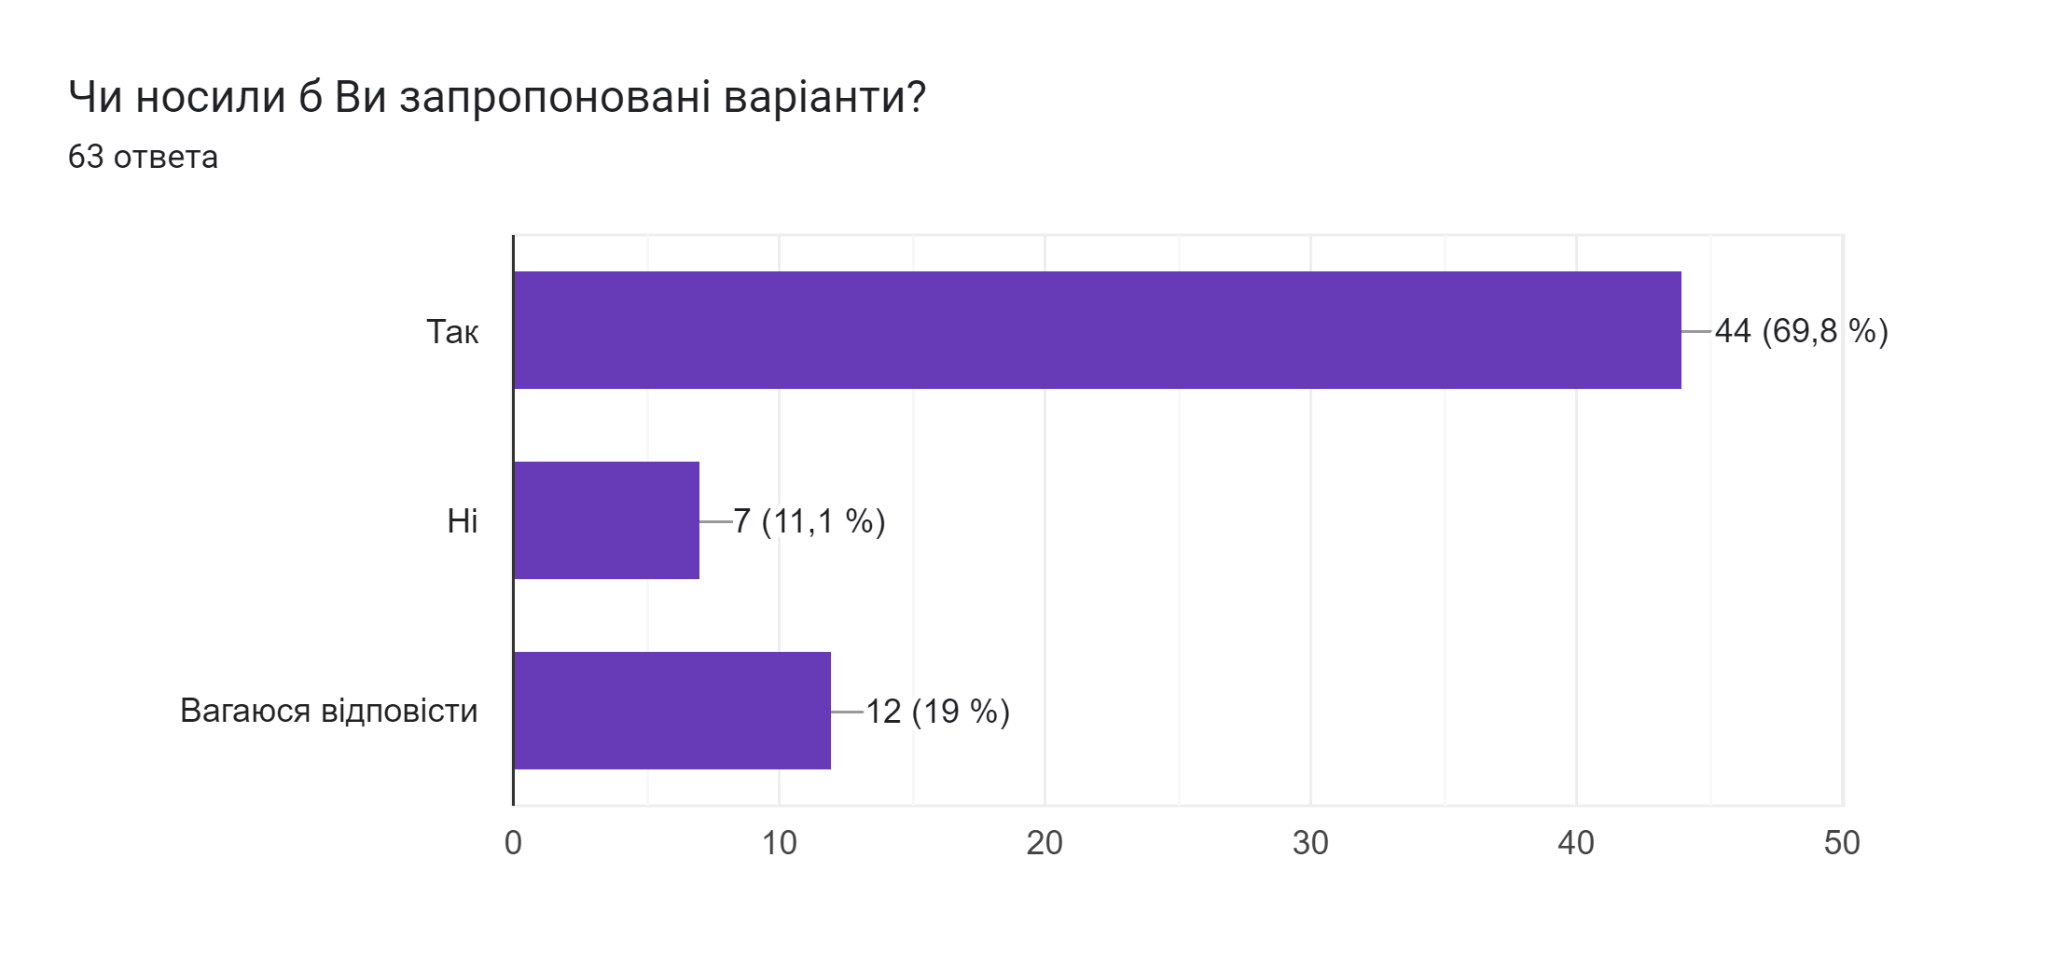 Чи носили б Ви запропоновані варіанти?
63 ответа
Так
44 (69,8 %)
Ні
7 (11,1 %)
Вагаюся відповісти
12 (19 %)
0 10 20 30 40 50